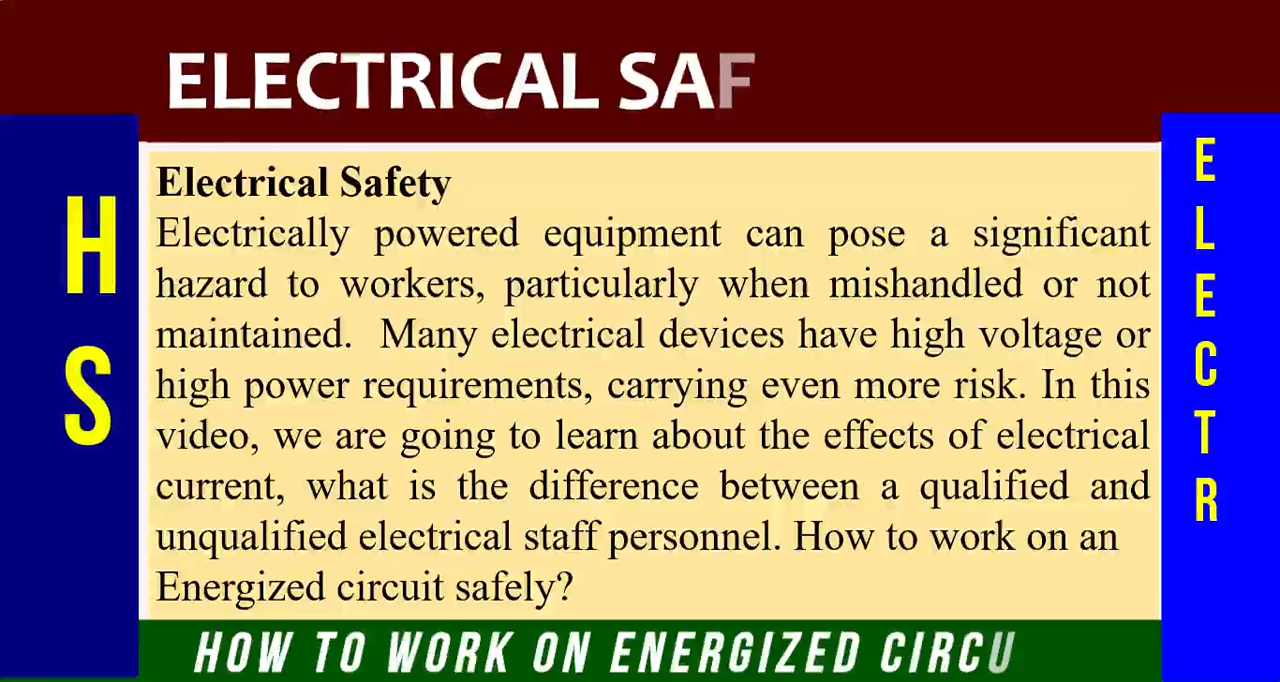 ELECTRICAL SAF
H
S
Electrical Safety
Electrically powered equipment can pose a significant
hazard to workers, particularly when mishandled or not
maintained. Many electrical devices have high voltage or
high power requirements, carrying even more risk. In this
video, we are going to learn about the effects of electrical
current, what is the difference between a qualified and
unqualified electrical staff personnel. How to work on an
Energized circuit safely?
E
L
E
C
T
R
HOW TO WORK ON ENERGIZED CIRCU